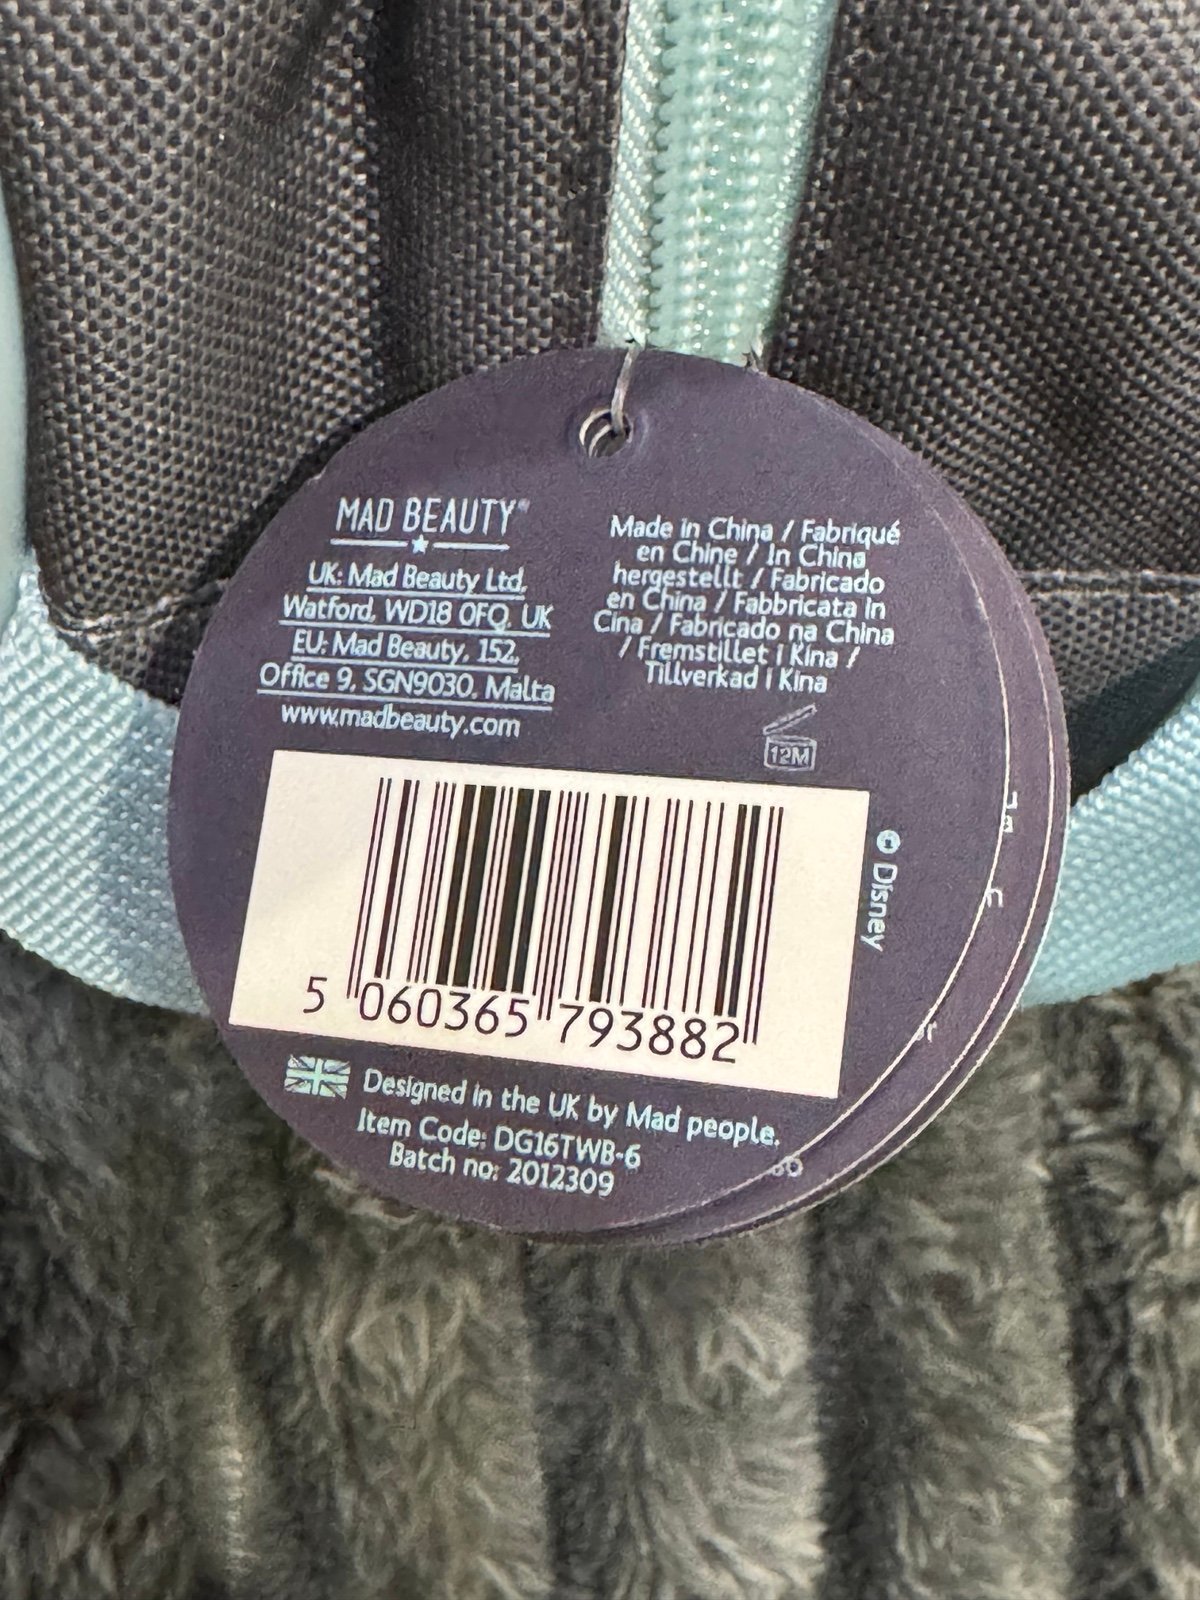 MAD BEAUTY®
UK: Mad Beauty Ltd,
Watford, WD18 0FQ, UK
EU: Mad Beauty, 152,
Office 9, SGN9030, Malta
www.madbeauty.com
Made in China / Fabriqué
en Chine / In China
hergestellt / Fabricado
en China / Fabbricata in
Cina / Fabricado na China
/ Fremstillet i Kina /
Tillverkad i Kina
12M
© Disney
5 060365 793882
Designed in the UK by Mad people.
Item Code: DG16TWB-6
Batch no: 2012309